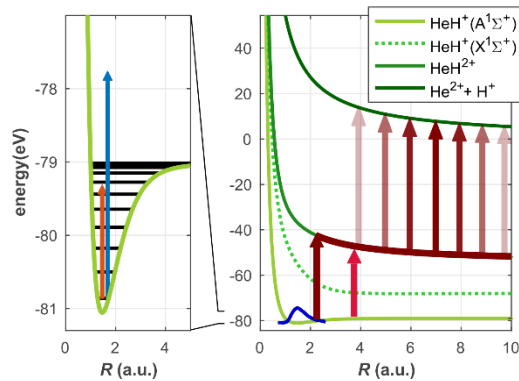 energy(eV)
-78
-79
-80
-81
0
2
4
R (a.u.)
40
20
0
-20
-40
-60
-80
0
2
4
6
8
10
R (a.u.)
HeH⁺(A¹Σ⁺)
HeH⁺(X¹Σ⁺)
HeH²⁺
He²⁺+ H⁺